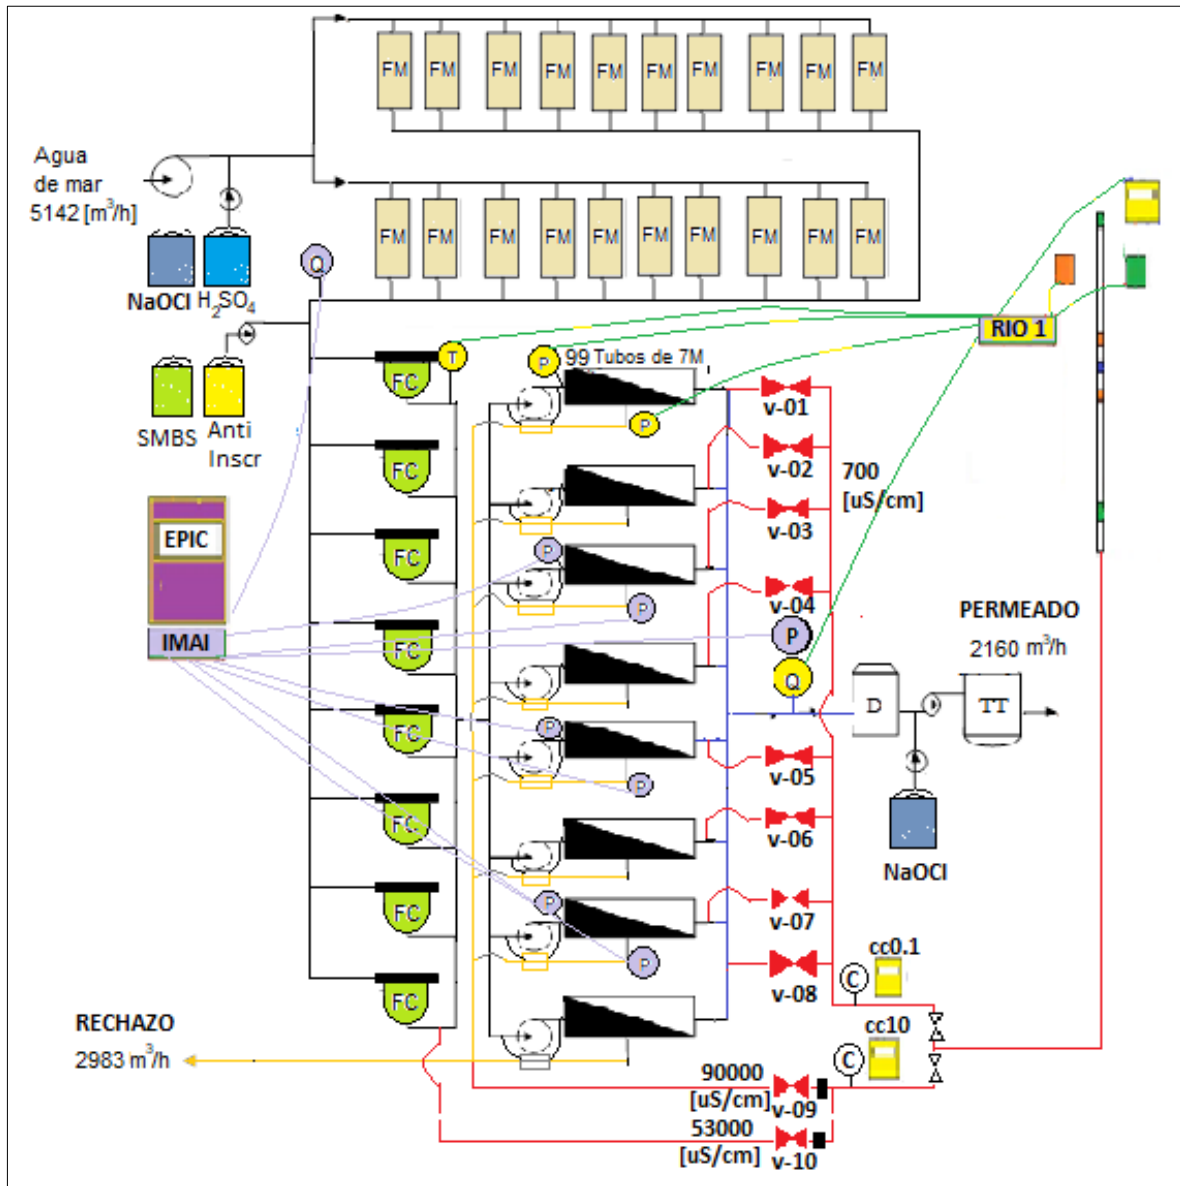 FM FM FM FM FM FM FM FM FM FM
Agua
de mar
5142 [m³/h]
FM FM FM FM FM FM FM FM FM FM
Q
NaOCl H₂SO₄
RIO 1
99 Tubos de 7M
FC T P
P
v-01
SMBS Anti
Inscr
FC
v-02
700
[uS/cm]
v-03
EPIC
FC P
P
v-04
IMAI
FC
P
PERMEADO
2160 m³/h
Q
D TT
FC P
P
v-05
FC
v-06
NaOCl
FC P
v-07
P
v-08
C cc0.1
FC
RECHAZO
2983 m³/h
cc10
C
90000
[uS/cm] v-09
53000
[uS/cm] v-10